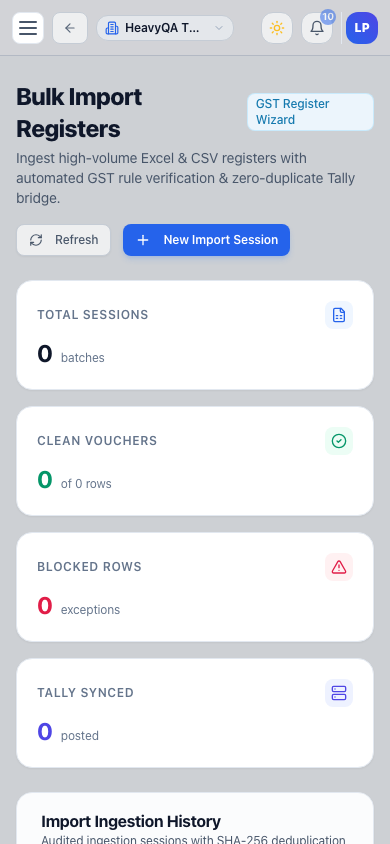 HeavyQA T...
10
LP
Bulk Import
Registers
GST Register
Wizard
Ingest high-volume Excel & CSV registers with
automated GST rule verification & zero-duplicate Tally
bridge.
Refresh
New Import Session
TOTAL SESSIONS
0 batches
CLEAN VOUCHERS
0 of 0 rows
BLOCKED ROWS
0 exceptions
TALLY SYNCED
0 posted
Import Ingestion History
Audited ingestion sessions with SHA-256 deduplication